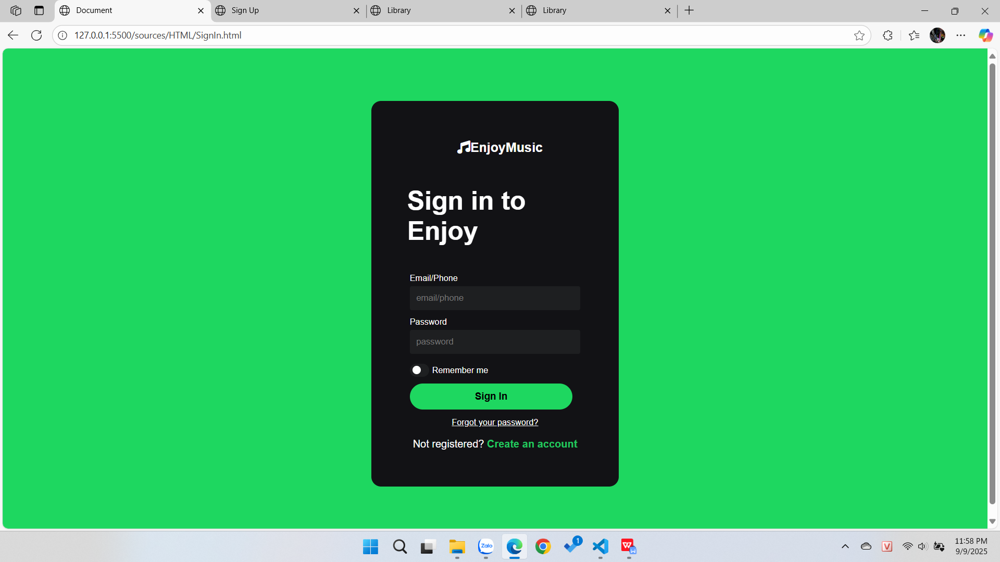 Document
Sign Up
Library
Library
127.0.0.1:5500/sources/HTML/SignIn.html
EnjoyMusic
Sign in to
Enjoy
Email/Phone
email/phone
Password
password
Remember me
Sign In
Forgot your password?
Not registered? Create an account
Zalo
1
W
W
V
11:58 PM
9/9/2025